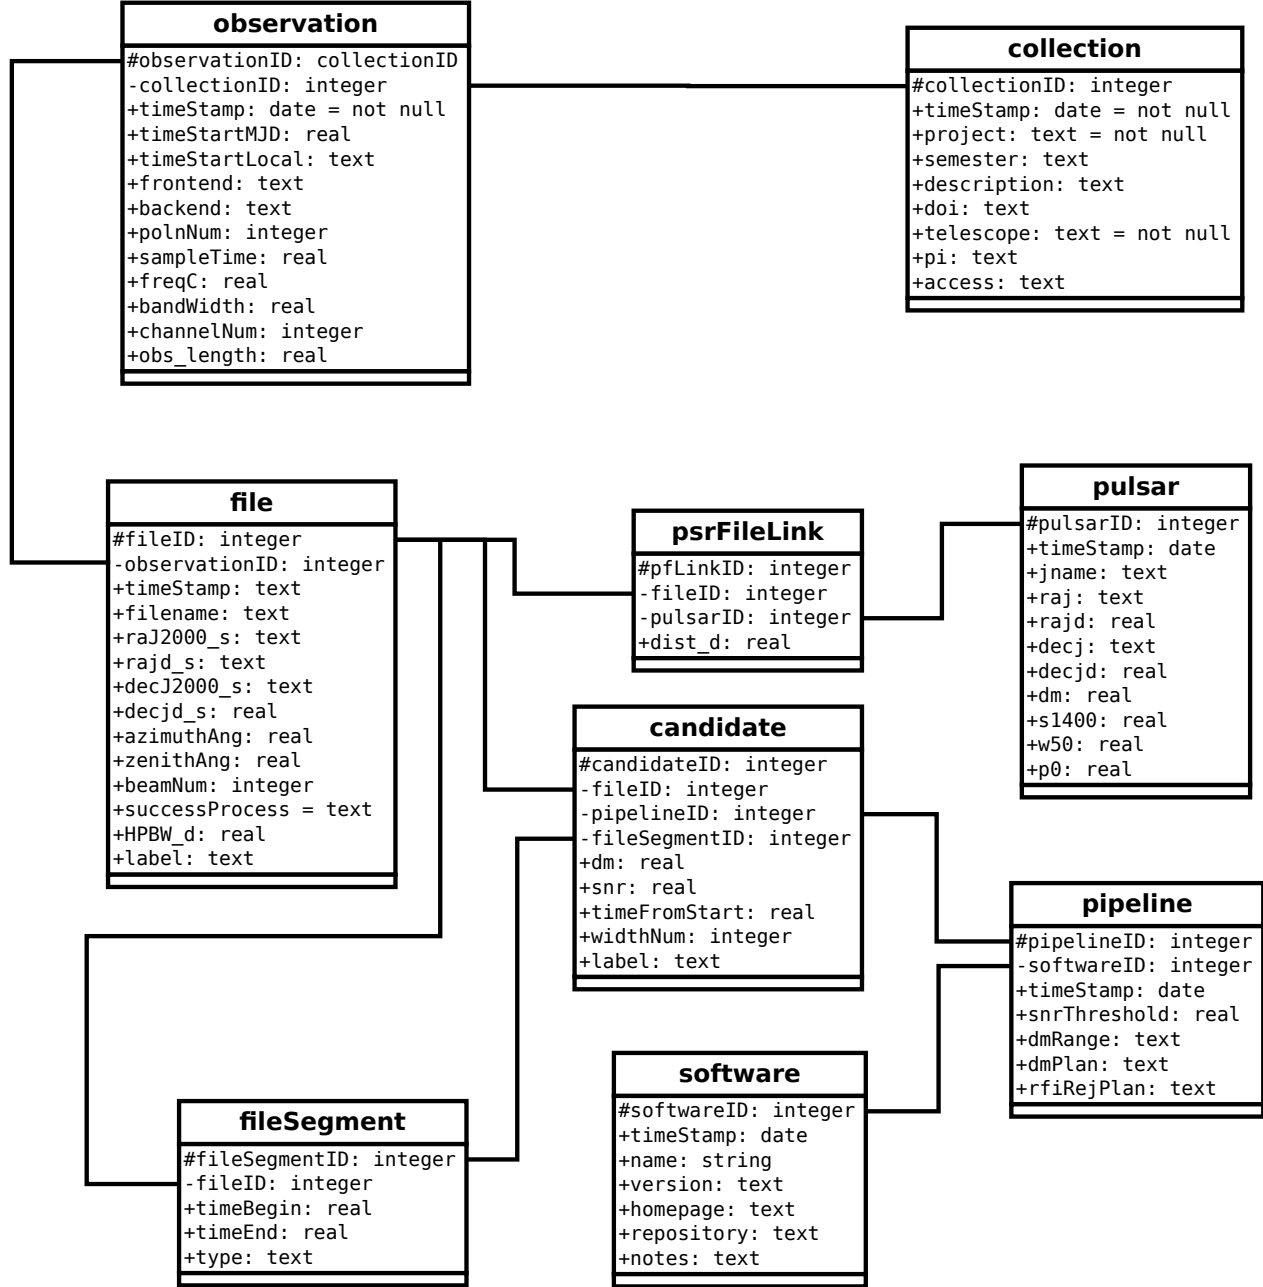 observation
#observationID: collectionID
-collectionID: integer
+timeStamp: date = not null
+timeStartMJD: real
+timeStartLocal: text
+frontend: text
+backend: text
+polnNum: integer
+sampleTime: real
+freqC: real
+bandWidth: real
+channelNum: integer
+obs_length: real
collection
#collectionID: integer
+timeStamp: date = not null
+project: text = not null
+semester: text
+description: text
+doi: text
+telescope: text = not null
+pi: text
+access: text
file
#fileID: integer
-observationID: integer
+timeStamp: text
+filename: text
+raJ2000_s: text
+rajd_s: text
+decJ2000_s: text
+decjd_s: real
+azimuthAng: real
+zenithAng: real
+beamNum: integer
+successProcess = text
+HPBW_d: real
+label: text
psrFileLink
#pfLinkID: integer
-fileID: integer
-pulsarID: integer
+dist_d: real
pulsar
#pulsarID: integer
+timeStamp: date
+jname: text
+raj: text
+rajd: real
+decj: text
+decjd: real
+dm: real
+s1400: real
+w50: real
+p0: real
candidate
#candidateID: integer
-fileID: integer
-pipelineID: integer
-fileSegmentID: integer
+dm: real
+snr: real
+timeFromStart: real
+widthNum: integer
+label: text
pipeline
#pipelineID: integer
-softwareID: integer
+timeStamp: date
+snrThreshold: real
+dmRange: text
+dmPlan: text
+rfiRejPlan: text
fileSegment
#fileSegmentID: integer
-fileID: integer
+timeBegin: real
+timeEnd: real
+type: text
software
#softwareID: integer
+timeStamp: date
+name: string
+version: text
+homepage: text
+repository: text
+notes: text